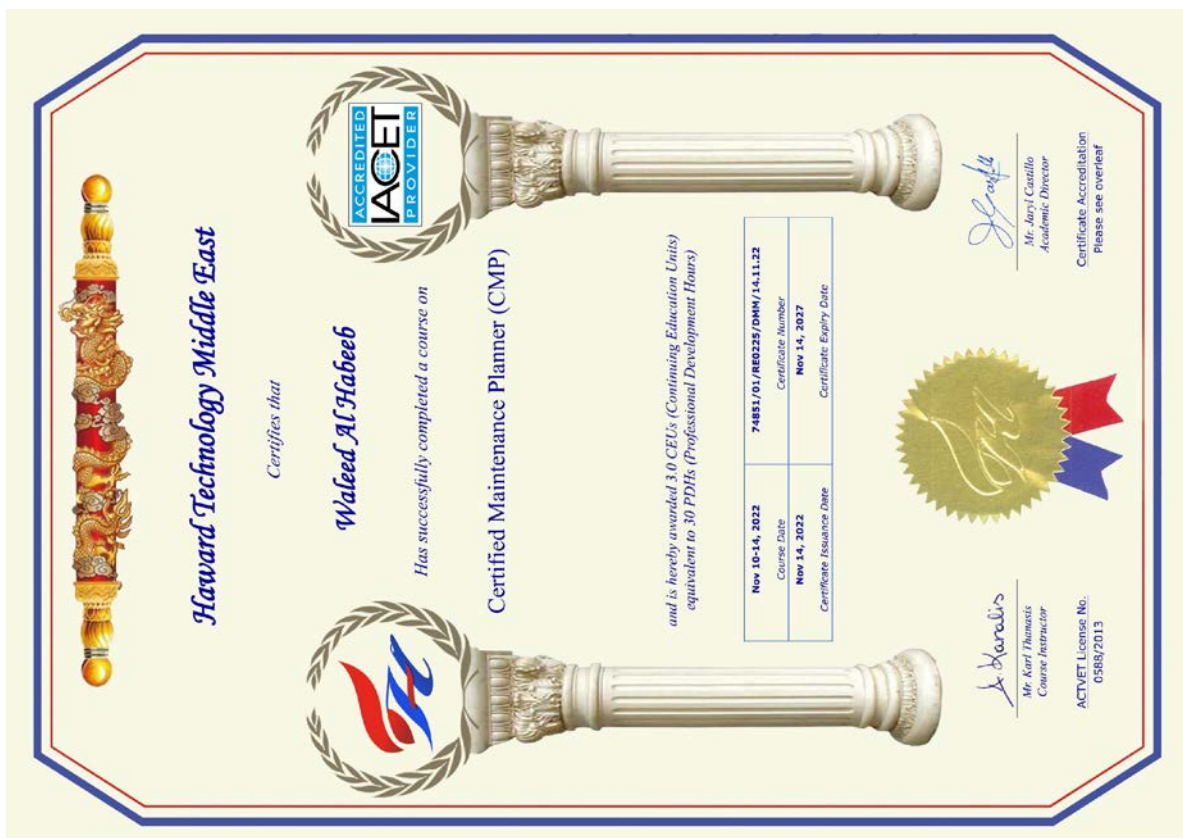 Haward Technology Middle East
Certifies that
Waleed Al Habeeb
ACCREDITED
IACET
PROVIDER
Has successfully completed a course on
Certified Maintenance Planner (CMP)
and is hereby awarded 3.0 CEUs (Continuing Education Units)
equivalent to 30 PDHs (Professional Development Hours)
Nov 10-14, 2022 74851/01/RE0225/DMM/14.11.22
Course Date Certificate Number
Nov 14, 2022 Nov 14, 2027
Certificate Issuance Date Certificate Expiry Date
Mr. Karl Thanasis
Course Instructor
ACTVET License No.
0588/2013
Mr. Jaryl Castillo
Academic Director
Certificate Accreditation
Please see overleaf